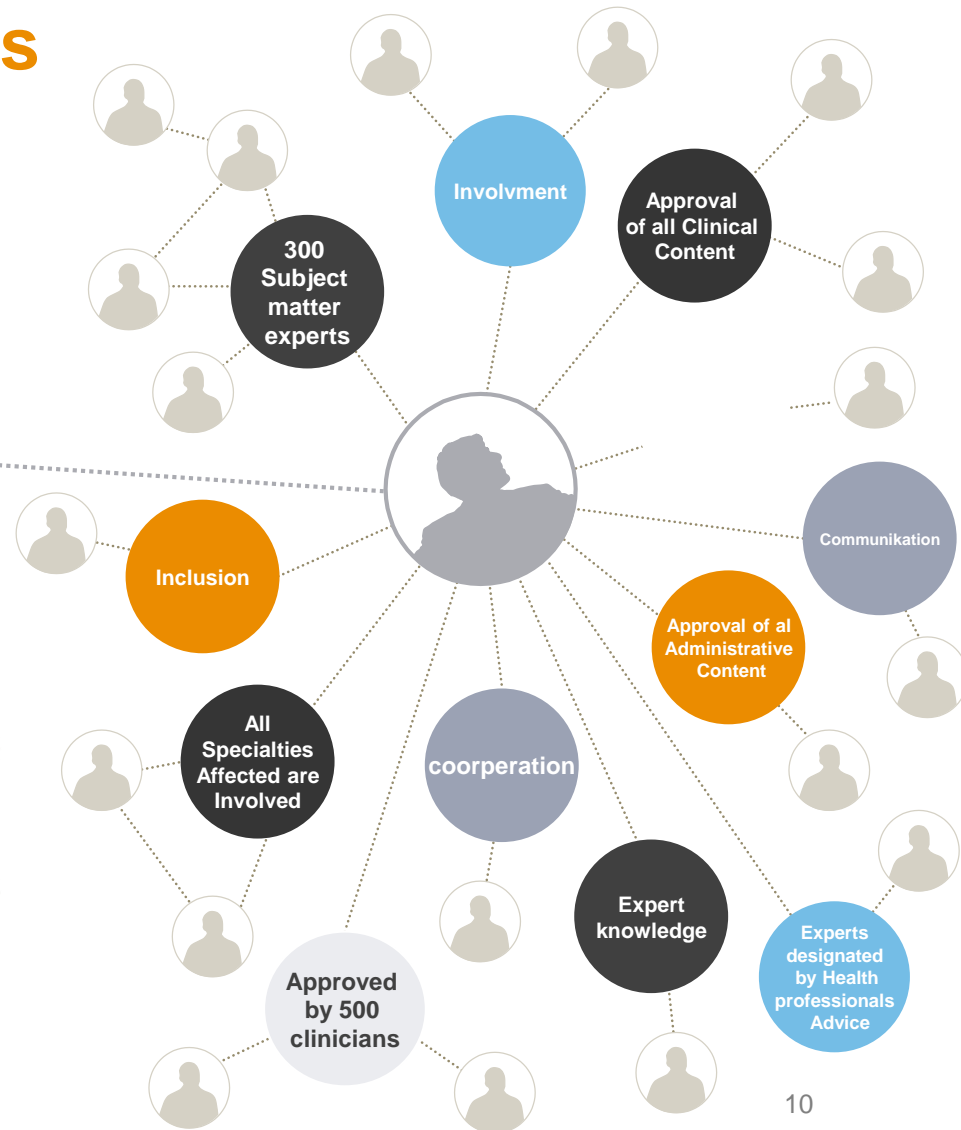 s
Involvment
Approval
of all Clinical
Content
300
Subject
matter
experts
Communikation
Inclusion
Approval of al
Administrative
Content
All
Specialties
Affected are
Involved
coorperation
Expert
knowledge
Experts
designated
by Health
professionals
Advice
Approved
by 500
clinicians
10